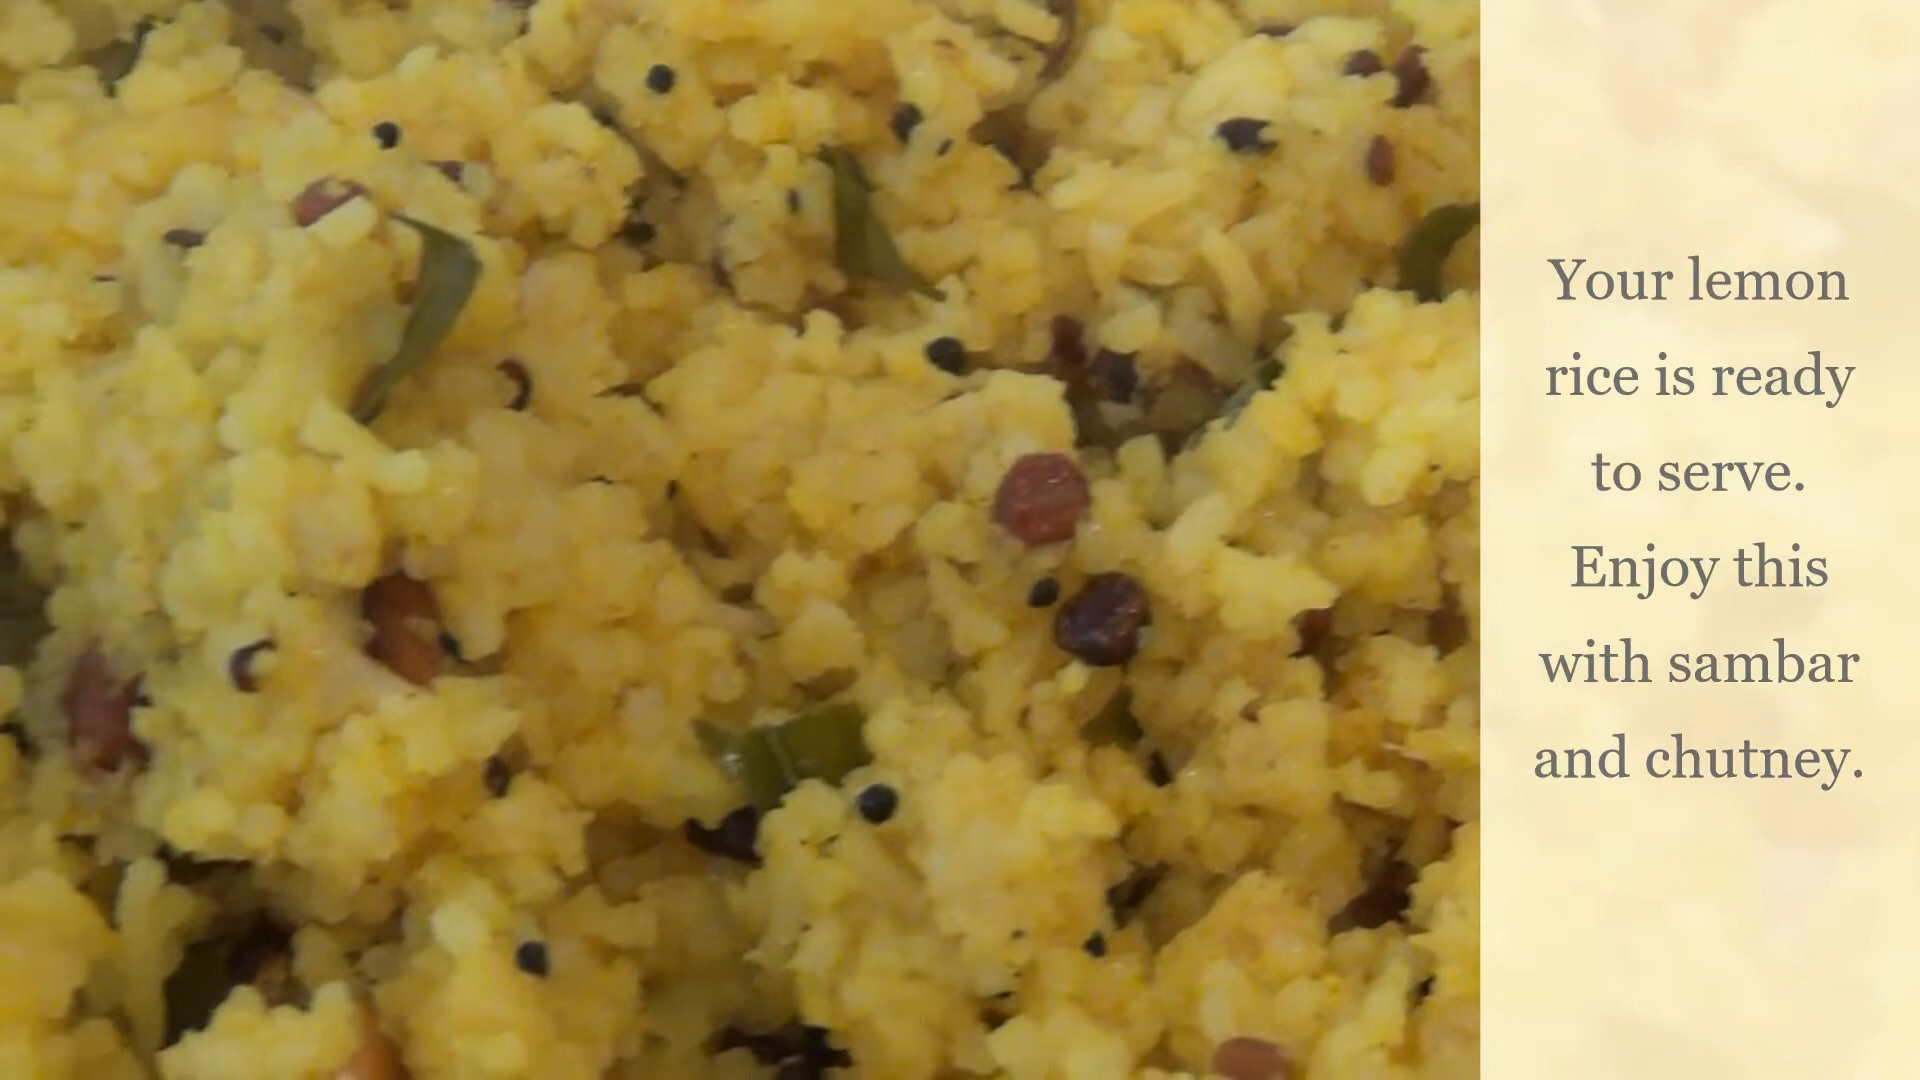 Your lemon
rice is ready
to serve.
Enjoy this
with sambar
and chutney.